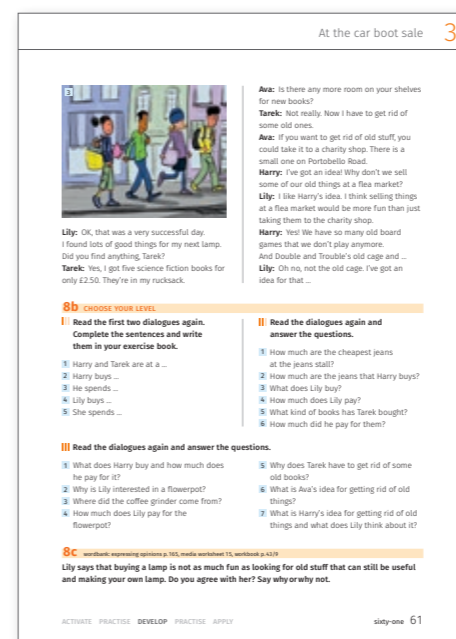 At the car boot sale 3
3
Lily: OK, that was a very successful day.
I found lots of good things for my next lamp.
Did you find anything, Tarek?
Tarek: Yes, I got five science fiction books for
only £2.50. They're in my rucksack.
Ava: Is there any more room on your shelves
for new books?
Tarek: Not really. Now I have to get rid of
some old ones.
Ava: If you want to get rid of old stuff, you
could take it to a charity shop. There is a
small one on Portobello Road.
Harry: I've got an idea! Why don't we sell
some of our old things at a flea market?
Lily: I like Harry's idea. I think selling things
at a flea market would be more fun than just
taking them to the charity shop.
Harry: Yes! We have so many old board
games that we don't play anymore.
And Double and Trouble's old cage and …
Lily: Oh no, not the old cage. I've got an
idea for that …
8b CHOOSE YOUR LEVEL
Read the first two dialogues again.
Complete the sentences and write
them in your exercise book.
1 Harry and Tarek are at a …
2 Harry buys …
3 He spends …
4 Lily buys …
5 She spends …
Read the dialogues again and
answer the questions.
1 How much are the cheapest jeans
at the jeans stall?
2 How much are the jeans that Harry buys?
3 What does Lily buy?
4 How much does Lily pay?
5 What kind of books has Tarek bought?
6 How much did he pay for them?
Read the dialogues again and answer the questions.
1 What does Harry buy and how much does
he pay for it?
2 Why is Lily interested in a flowerpot?
3 Where did the coffee grinder come from?
4 How much does Lily pay for the
flowerpot?
5 Why does Tarek have to get rid of some
old books?
6 What is Ava's idea for getting rid of old
things?
7 What is Harry's idea for getting rid of old
things and what does Lily think about it?
8c wordbank: expressing opinions p. 165, media worksheet 15, workbook p. 43/9
Lily says that buying a lamp is not as much fun as looking for old stuff that can still be useful
and making your own lamp. Do you agree with her? Say why or why not.
ACTIVATE PRACTISE DEVELOP PRACTISE APPLY
sixty-one 61